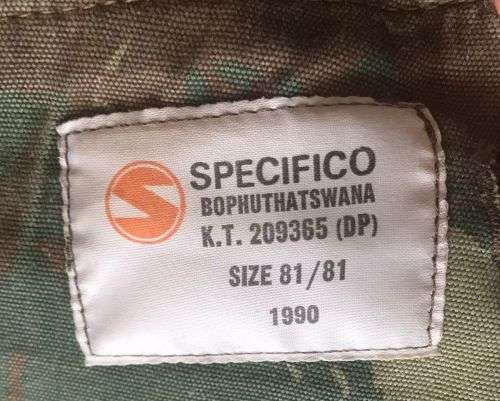 SPECIFICO
BOPHUTHATSWANA
K.T. 209365 (DP)
SIZE 81/81
1990